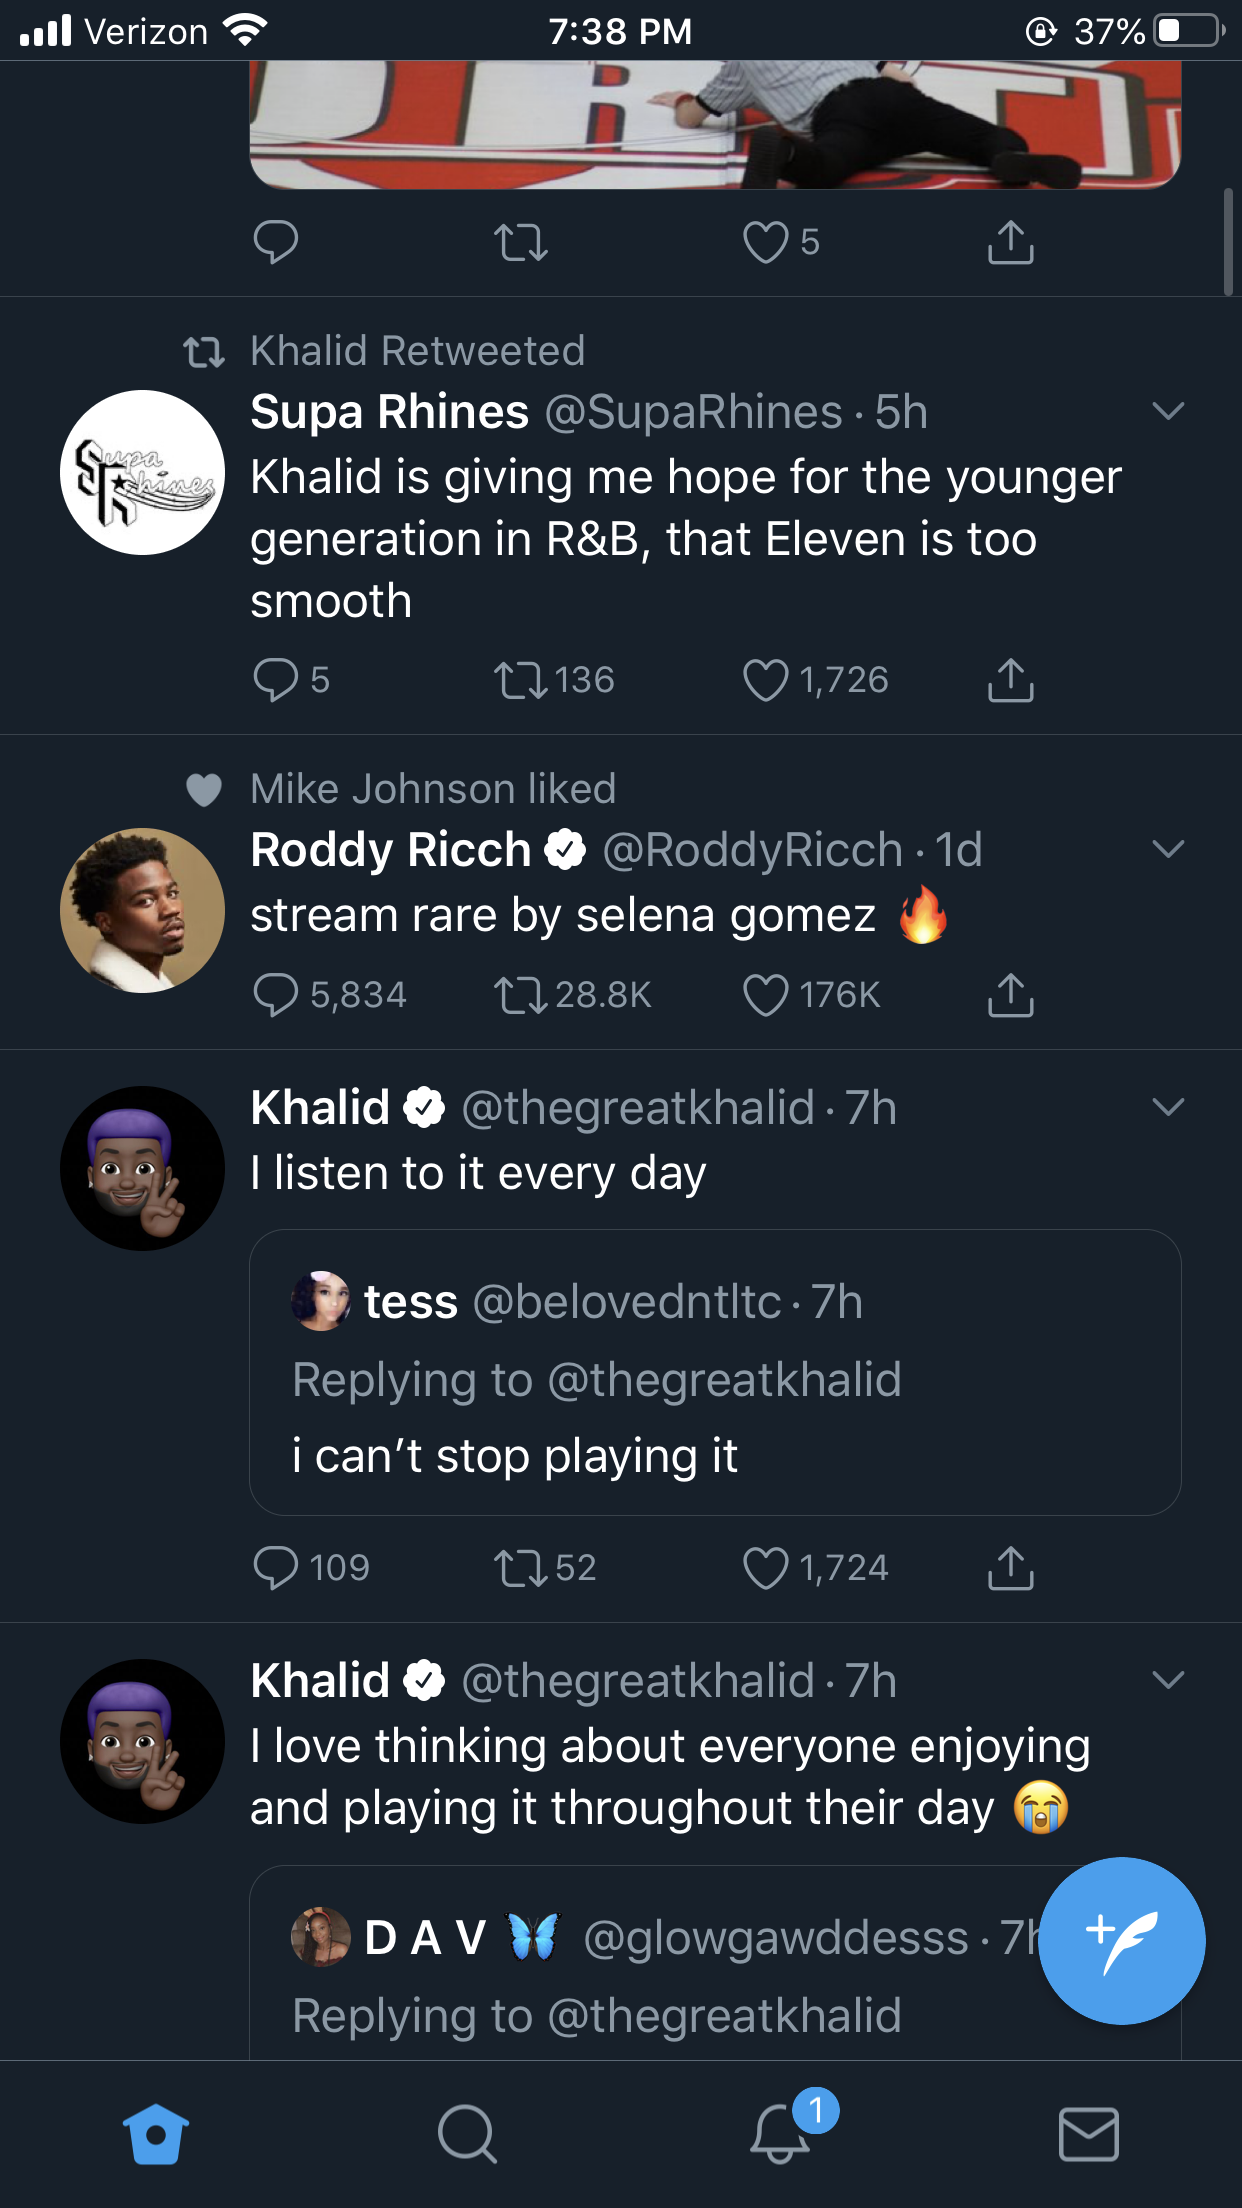 Verizon 7:38 PM 37%
5
Khalid Retweeted
Supa Rhines @SupaRhines · 5h
Supa
Rhines
Khalid is giving me hope for the younger
generation in R&B, that Eleven is too
smooth
5 136 1,726
Mike Johnson liked
Roddy Ricch @RoddyRicch · 1d
stream rare by selena gomez 🔥
5,834 28.8K 176K
Khalid @thegreatkhalid · 7h
I listen to it every day
tess @belovedntltc · 7h
Replying to @thegreatkhalid
i can’t stop playing it
109 52 1,724
Khalid @thegreatkhalid · 7h
I love thinking about everyone enjoying
and playing it throughout their day 😭
D A V 🦋 @glowgawddesss · 7h
Replying to @thegreatkhalid
1